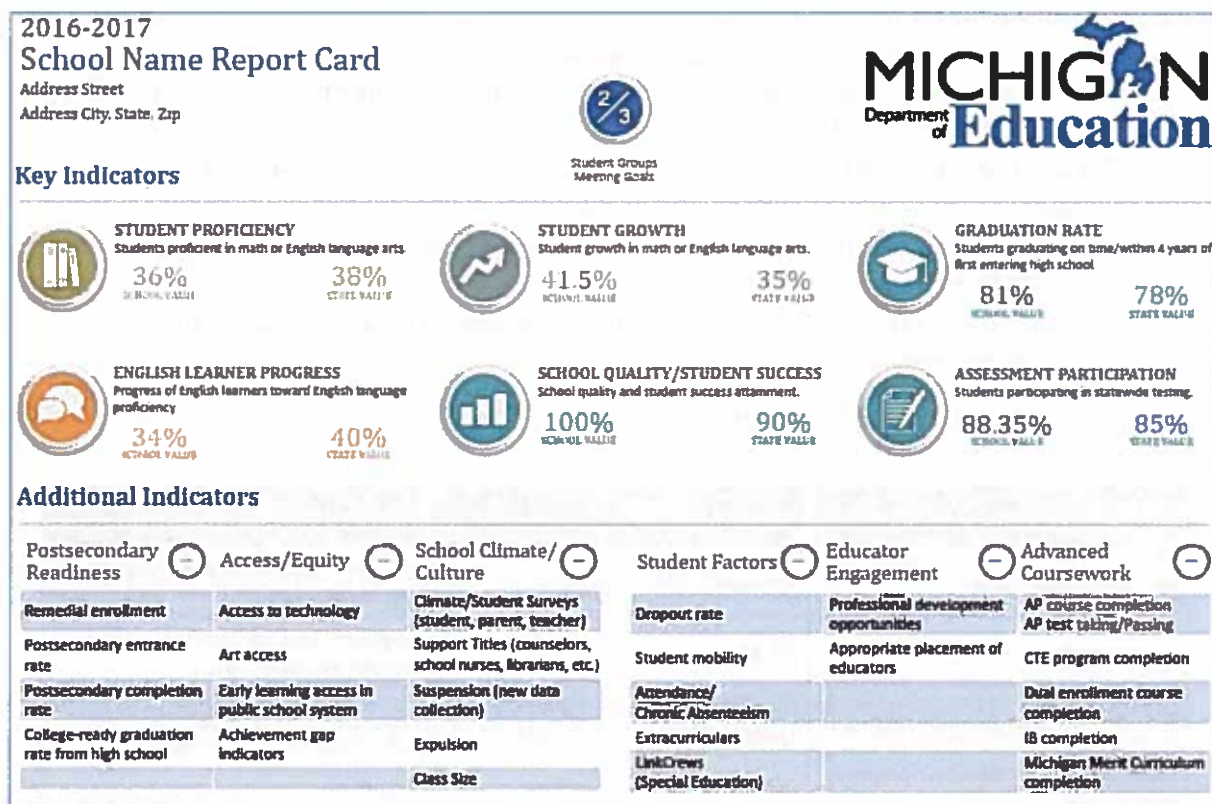 2016-2017
School Name Report Card
Address Street
Address City, State, Zip
2/3
Student Groups
Meeting Goals
MICHIGAN
Department
of Education
Key Indicators
STUDENT PROFICIENCY
Students proficient in math or English language arts.
36%
SCHOOL VALUE
38%
STATE VALUE
STUDENT GROWTH
Student growth in math or English language arts.
41.5%
SCHOOL VALUE
35%
STATE VALUE
GRADUATION RATE
Students graduating on time/within 4 years of
first entering high school
81%
SCHOOL VALUE
78%
STATE VALUE
ENGLISH LEARNER PROGRESS
Progress of English learners toward English language
proficiency
34%
SCHOOL VALUE
40%
STATE VALUE
SCHOOL QUALITY/STUDENT SUCCESS
School quality and student success attainment.
100%
SCHOOL VALUE
90%
STATE VALUE
ASSESSMENT PARTICIPATION
Students participating in statewide testing.
88.35%
SCHOOL VALUE
85%
STATE VALUE
Additional Indicators
Postsecondary
Readiness
Remedial enrollment
Postsecondary entrance
rate
Postsecondary completion
rate
College-ready graduation
rate from high school
Access/Equity
Access to technology
Art access
Early learning access in
public school system
Achievement gap
indicators
School Climate/
Culture
Climate/Student Surveys
(student, parent, teacher)
Support Titles (counselors,
school nurses, librarians, etc.)
Suspension (new data
collection)
Expulsion
Class Size
Student Factors
Dropout rate
Student mobility
Attendance/
Chronic Absenteeism
Extracurriculars
LinkCrews
(Special Education)
Educator
Engagement
Professional development
opportunities
Appropriate placement of
educators
Advanced
Coursework
AP course completion
AP test taking/Passing
CTE program completion
Dual enrollment course
completion
IB completion
Michigan Merit Curriculum
completion